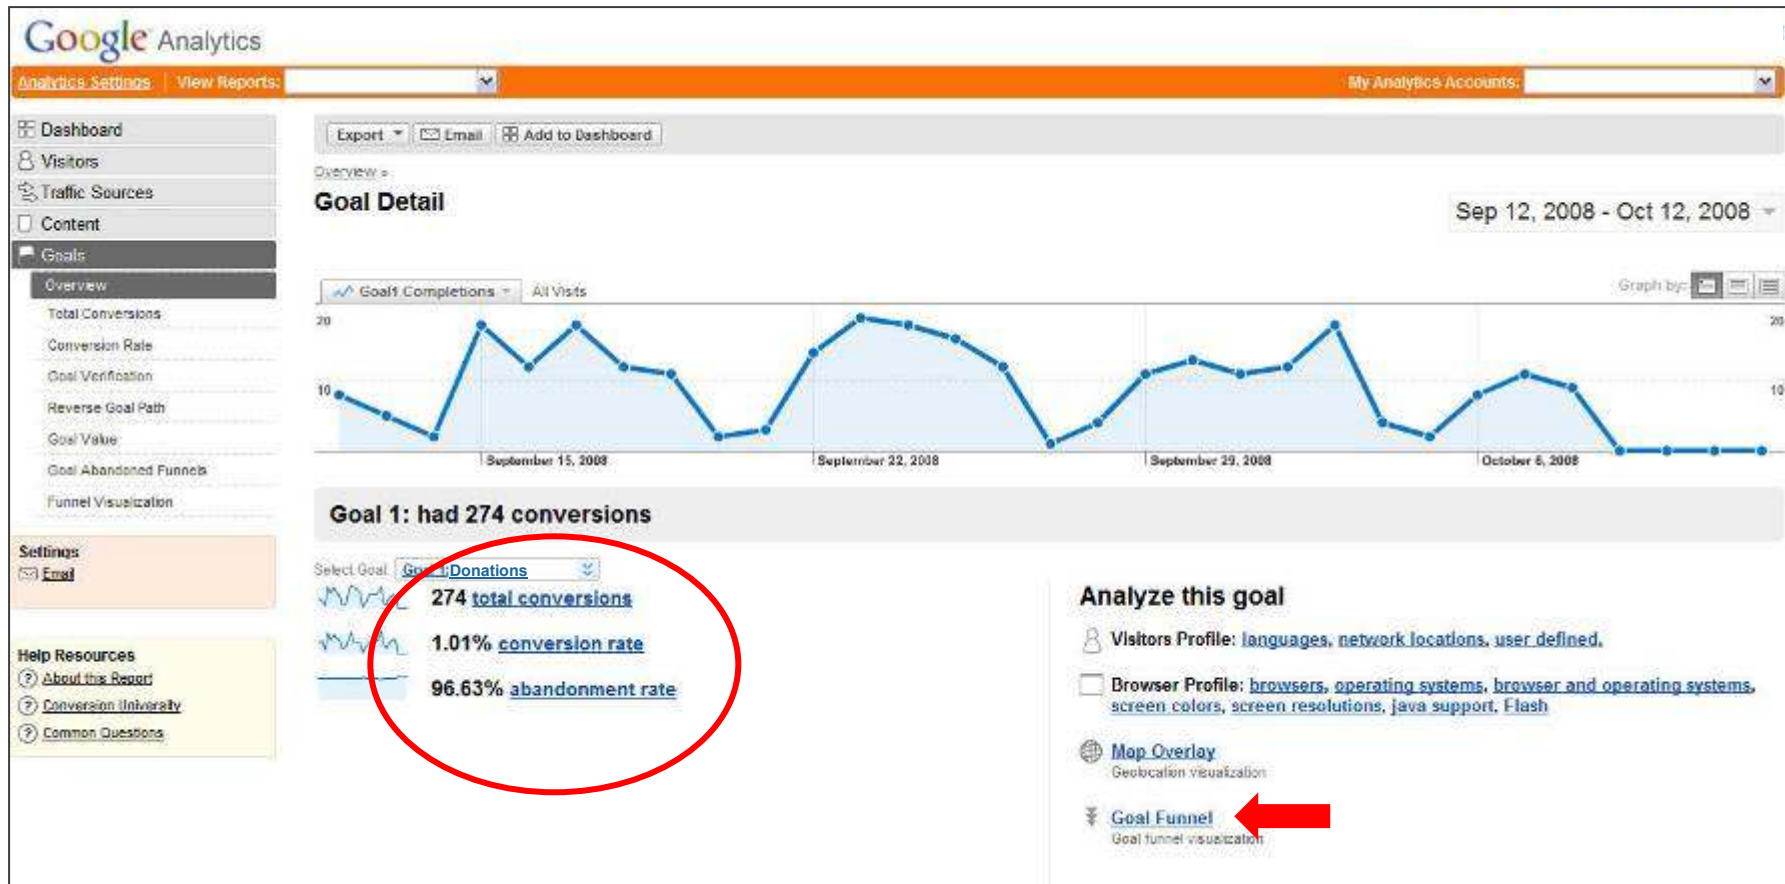 Google Analytics
Analytics Settings | View Reports:
My Analytics Accounts:
Dashboard
Visitors
Traffic Sources
Content
Goals
Overview
Total Conversions
Conversion Rate
Goal Verification
Reverse Goal Path
Goal Value
Goal Abandoned Funnels
Funnel Visualization
Settings
Email
Help Resources
About this Report
Conversion University
Common Questions
Export Email Add to Dashboard
Overview »
Goal Detail
Sep 12, 2008 - Oct 12, 2008
Goal1 Completions All Visits
Graph by:
20 20
10 10
September 15, 2008 September 22, 2008 September 29, 2008 October 6, 2008
Goal 1: had 274 conversions
Select Goal: Goal 1: Donations
274 total conversions
1.01% conversion rate
96.63% abandonment rate
Analyze this goal
Visitors Profile: languages, network locations, user defined,
Browser Profile: browsers, operating systems, browser and operating systems,
screen colors, screen resolutions, java support, Flash
Map Overlay
Geolocation visualization
Goal Funnel
Goal funnel visualization